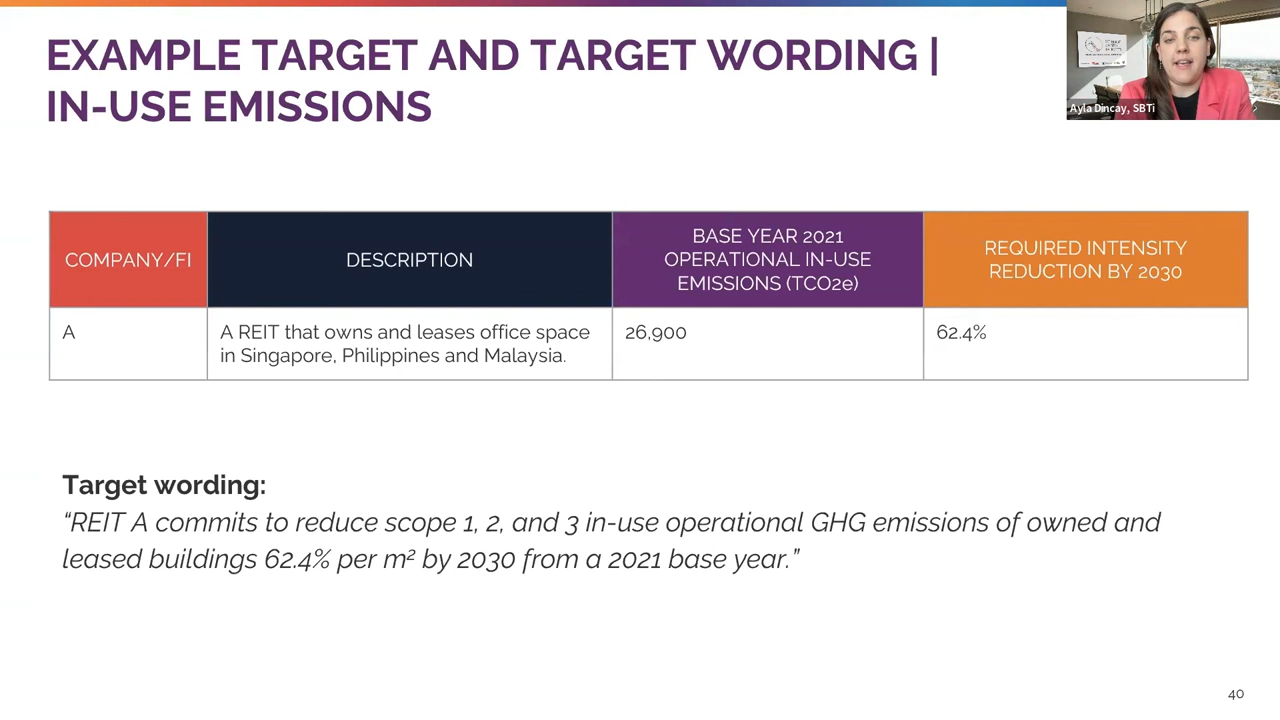 EXAMPLE TARGET AND TARGET WORDING |
IN-USE EMISSIONS
Ayla Dincay, SBTi
COMPANY/FI
DESCRIPTION
BASE YEAR 2021
OPERATIONAL IN-USE
EMISSIONS (TCO2e)
REQUIRED INTENSITY
REDUCTION BY 2030
A
A REIT that owns and leases office space
in Singapore, Philippines and Malaysia.
26,900
62.4%
Target wording:
“REIT A commits to reduce scope 1, 2, and 3 in-use operational GHG emissions of owned and
leased buildings 62.4% per m² by 2030 from a 2021 base year.”
40